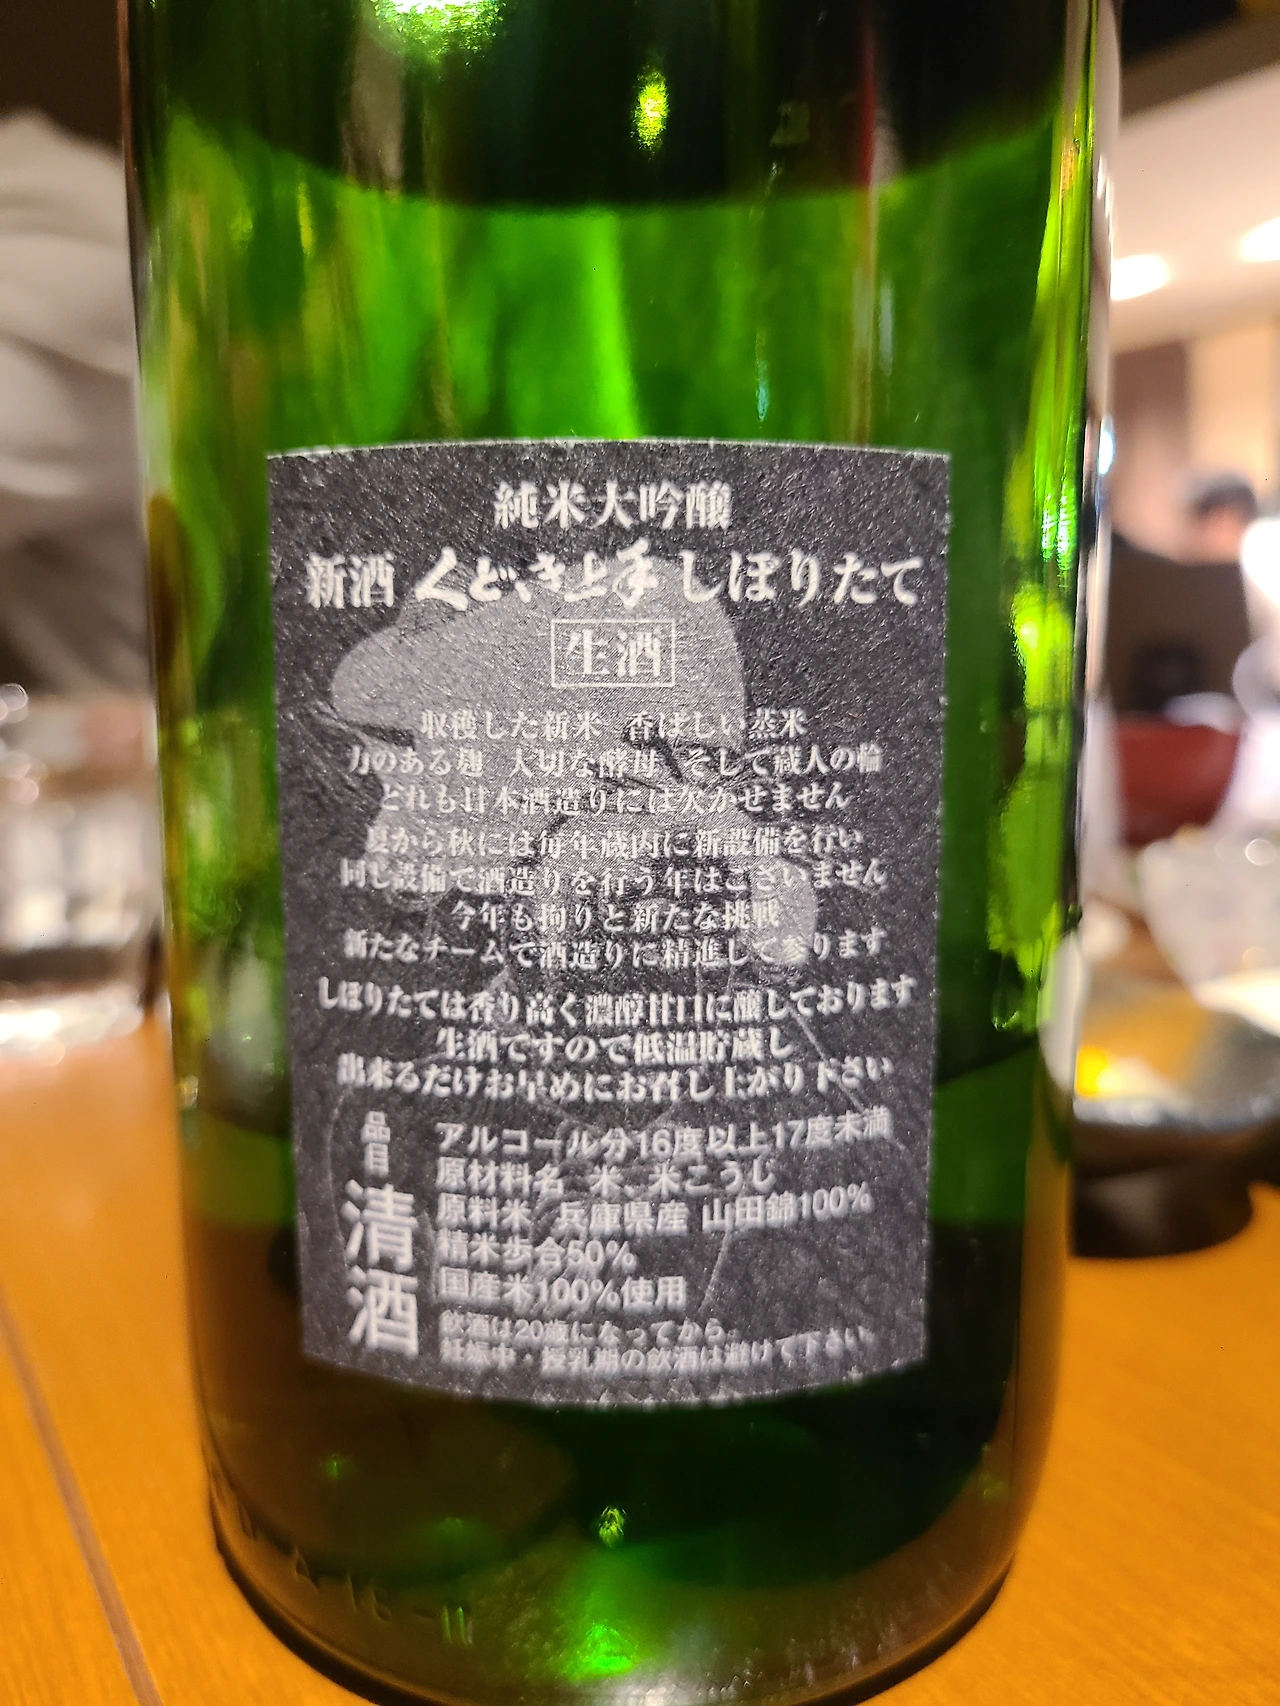 純米大吟醸
新酒 くどき上手 しぼりたて
生酒
収穫した新米 香ばしい蒸米
力のある麹 大切な酵母 そして蔵人の輪
どれも日本酒造りには欠かせません
夏から秋には毎年蔵内に新設備を行い
同じ設備で酒造りを行う年はございません
今年も拘りと新たな挑戦
新たなチームで酒造りに精進して参ります
しぼりたては香り高く濃醇甘口に醸しております
生酒ですので低温貯蔵し
出来るだけお早めにお召し上がり下さい
品目
清酒
アルコール分16度以上17度未満
原材料名 米、米こうじ
原料米 兵庫県産 山田錦100%
精米歩合50%
国産米100%使用
飲酒は20歳になってから。
妊娠中・授乳期の飲酒は避けて下さい